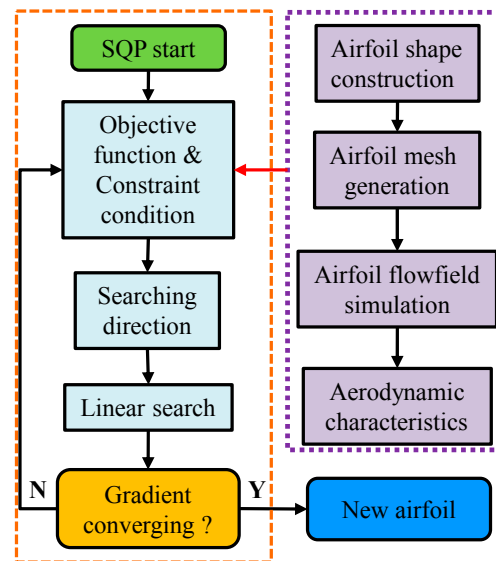 SQP start
Objective
function &
Constraint
condition
Searching
direction
Linear search
N
Gradient
converging ?
Y
Airfoil shape
construction
Airfoil mesh
generation
Airfoil flowfield
simulation
Aerodynamic
characteristics
New airfoil